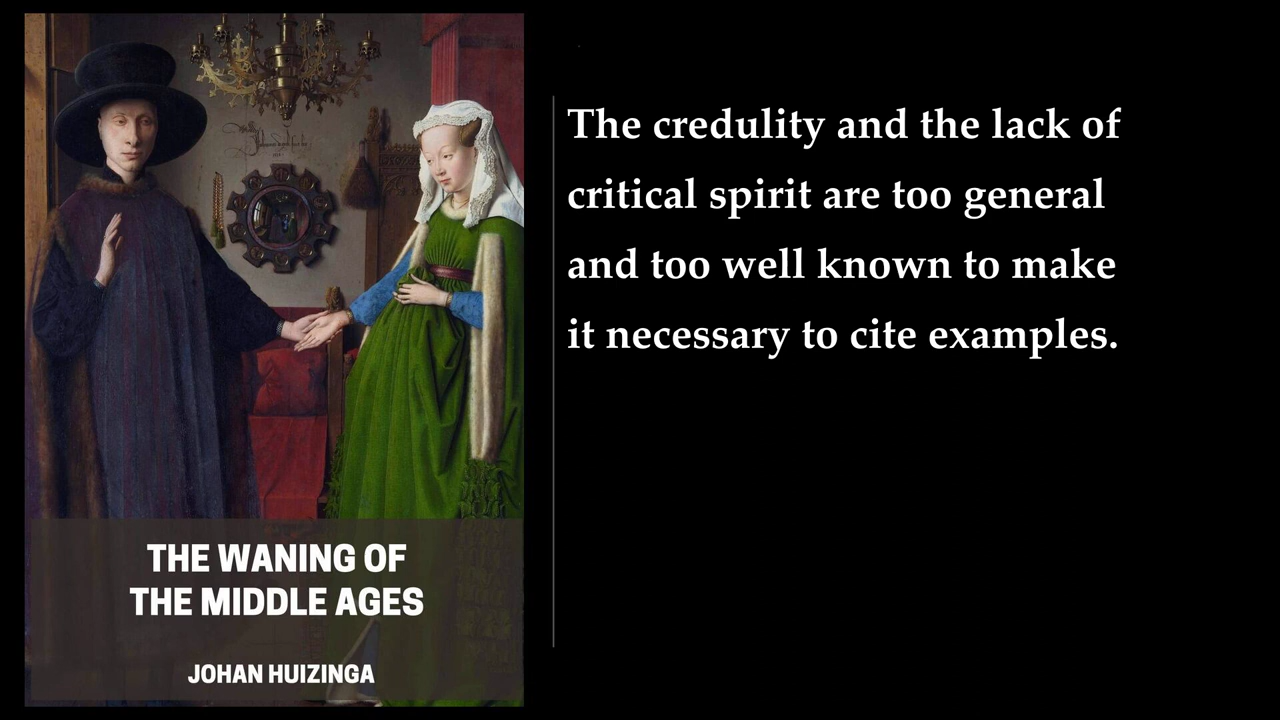 THE WANING OF
THE MIDDLE AGES
JOHAN HUIZINGA
The credulity and the lack of
critical spirit are too general
and too well known to make
it necessary to cite examples.